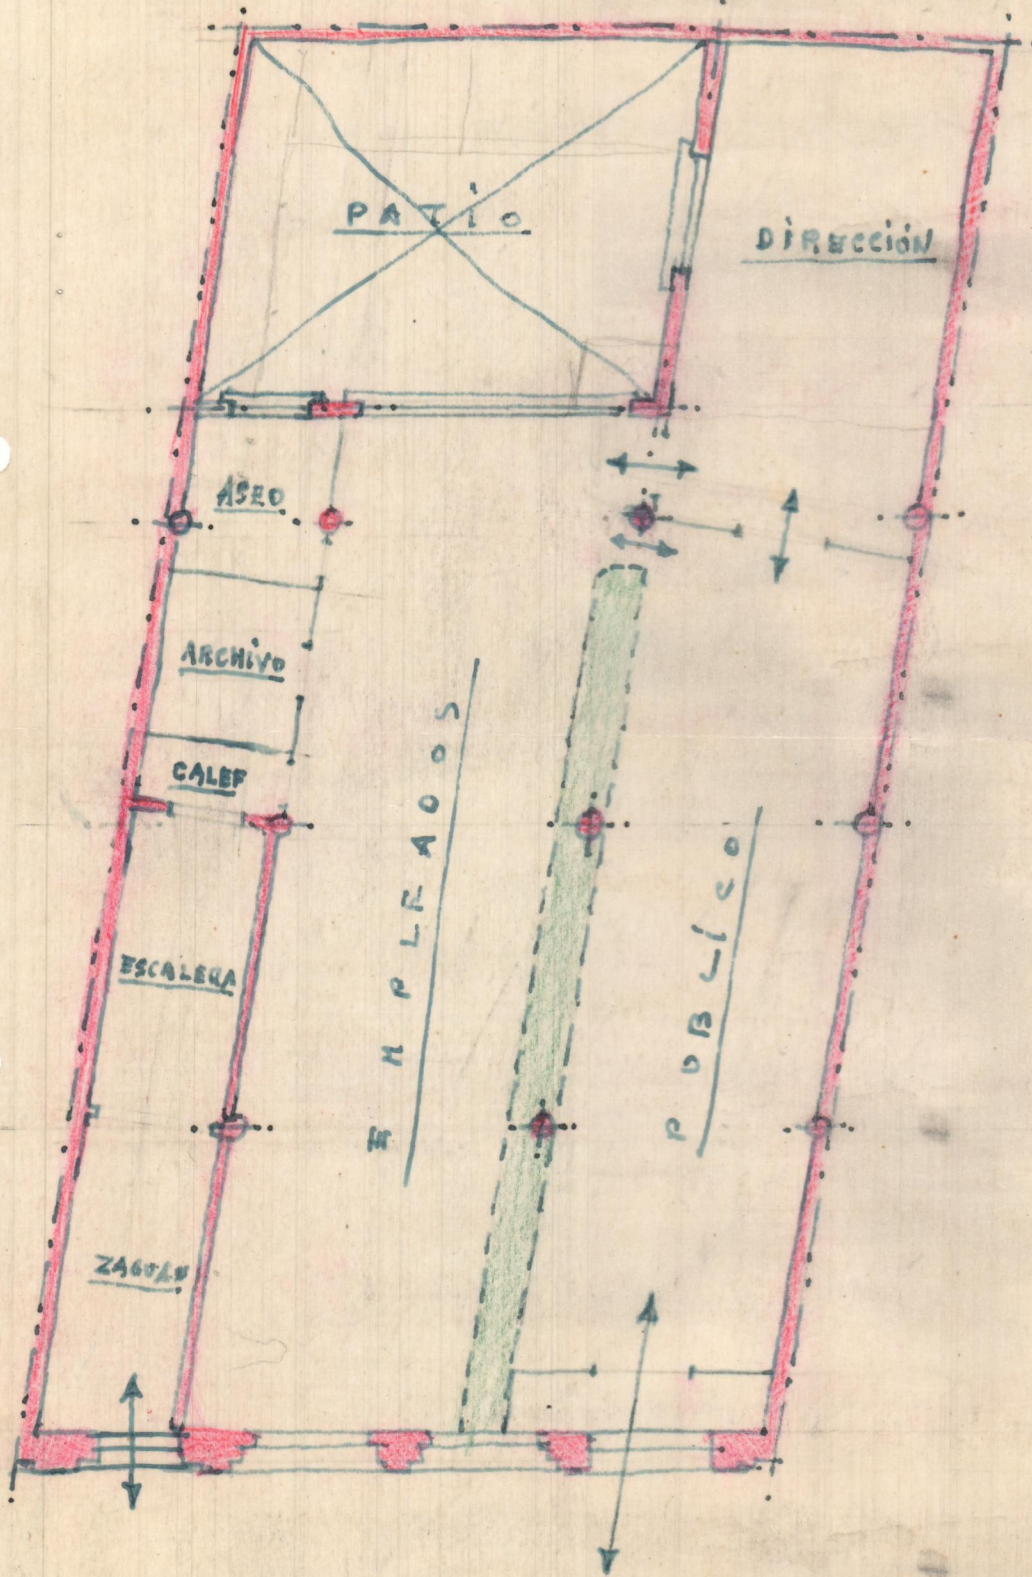 PATIO
DIRECCIÓN
ASEO
ARCHIVO
CALEF
EMPLEADOS
PUBLICO
ESCALERA
ZAGUAN